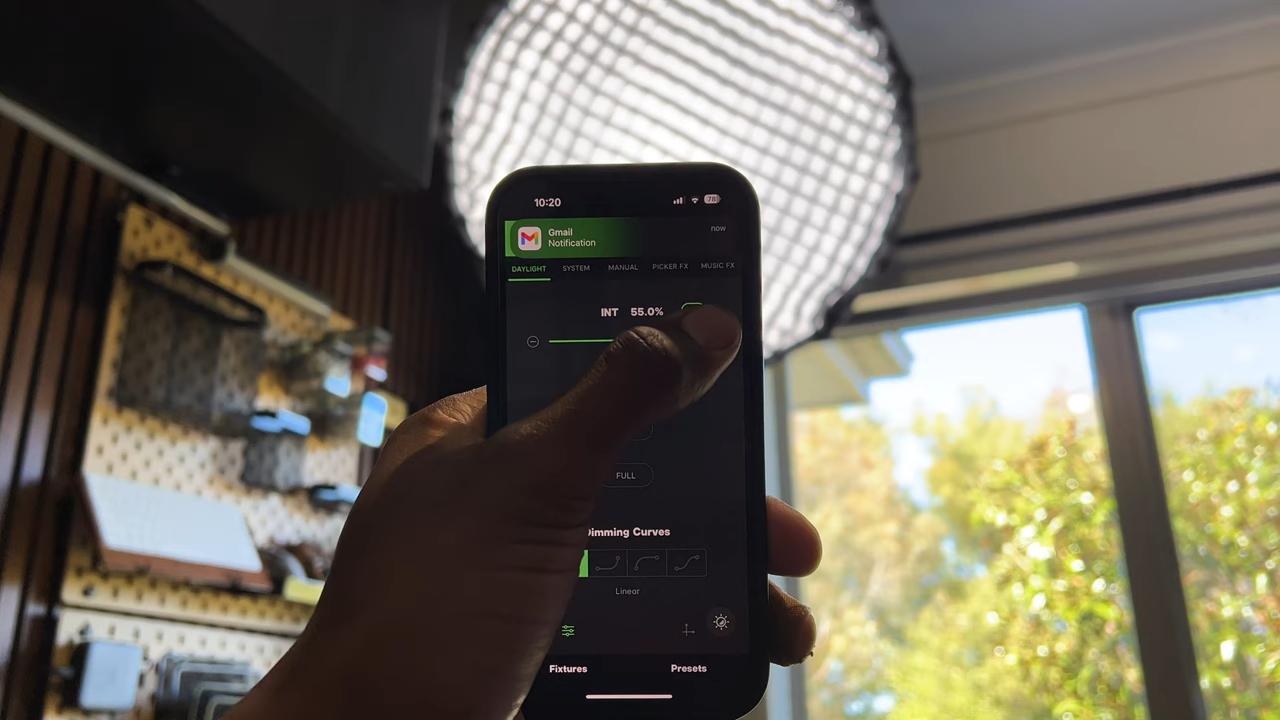 10:20
78
Gmail
now
Notification
DAYLIGHT SYSTEM MANUAL PICKER FX MUSIC FX
INT 55.0%
FULL
Dimming Curves
Linear
Fixtures Presets